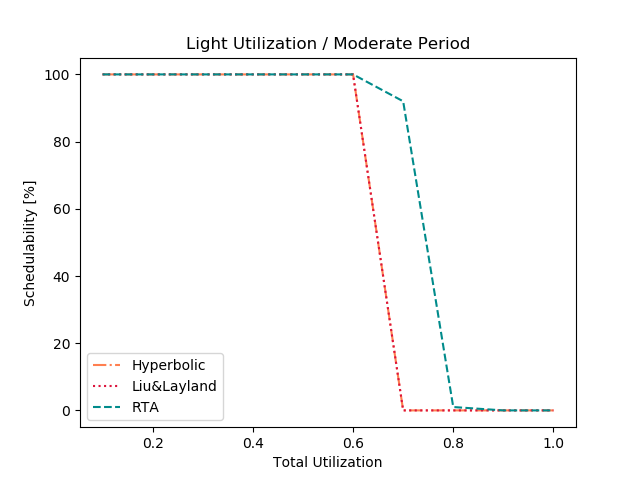 Light Utilization / Moderate Period
100
80
60
40
20
0
Schedulability [%]
Hyperbolic
Liu&Layland
RTA
0.2 0.4 0.6 0.8 1.0
Total Utilization